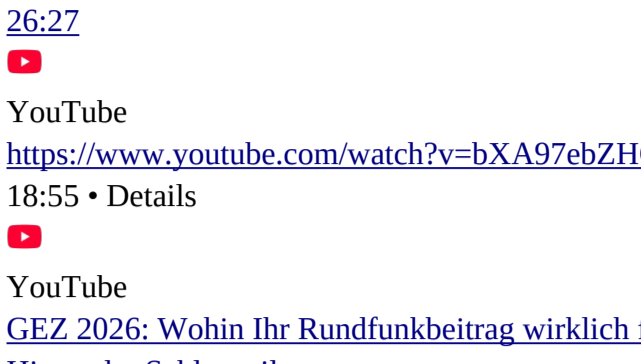 26:27
YouTube
https://www.youtube.com/watch?v=bXA97ebZH
18:55 • Details
YouTube
GEZ 2026: Wohin Ihr Rundfunkbeitrag wirklich